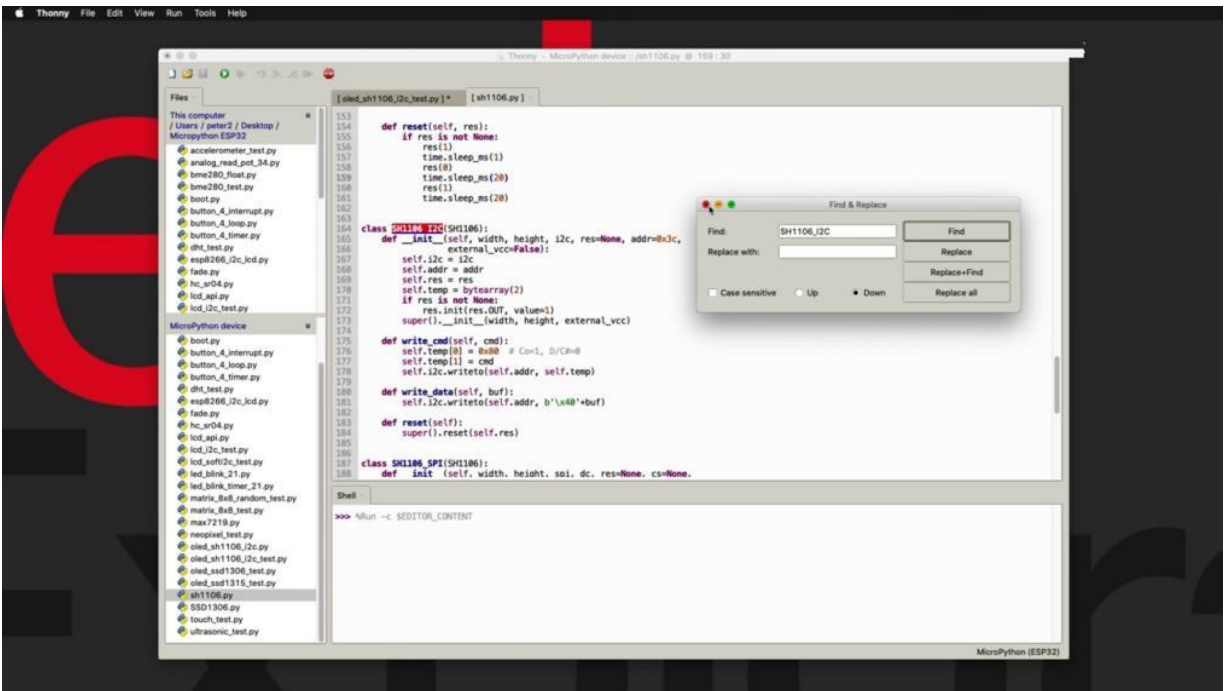 Thonny File Edit View Run Tools Help
Thonny - MicroPython device :: /sh1106.py @ 159 : 30
Files
This computer
/ Users / peter2 / Desktop /
Micropython ESP32
accelerometer_test.py
analog_read_pot_34.py
bme280_float.py
bme280_test.py
boot.py
button_4_interrupt.py
button_4_loop.py
button_4_timer.py
dht_test.py
esp8266_i2c_lcd.py
fade.py
hc_sr04.py
lcd_api.py
lcd_i2c_test.py
MicroPython device
boot.py
button_4_interrupt.py
button_4_loop.py
button_4_timer.py
dht_test.py
esp8266_i2c_lcd.py
fade.py
hc_sr04.py
lcd_api.py
lcd_i2c_test.py
lcd_softi2c_test.py
led_blink_21.py
led_blink_timer_21.py
matrix_8x8_random_test.py
matrix_8x8_test.py
max7219.py
neopixel_test.py
oled_sh1106_i2c.py
oled_sh1106_i2c_test.py
oled_ssd1306_test.py
oled_ssd1315_test.py
sh1106.py
SSD1306.py
touch_test.py
ultrasonic_test.py
[ oled_sh1106_i2c_test.py ] * [ sh1106.py ]
153
154 def reset(self, res):
155 if res is not None:
156 res(1)
157 time.sleep_ms(1)
158 res(0)
159 time.sleep_ms(20)
160 res(1)
161 time.sleep_ms(20)
162
163
164 class SH1106_I2C(SH1106):
165 def __init__(self, width, height, i2c, res=None, addr=0x3c,
166 external_vcc=False):
167 self.i2c = i2c
168 self.addr = addr
169 self.res = res
170 self.temp = bytearray(2)
171 if res is not None:
172 res.init(res.OUT, value=1)
173 super().__init__(width, height, external_vcc)
174
175 def write_cmd(self, cmd):
176 self.temp[0] = 0x80 # Co=1, D/C#=0
177 self.temp[1] = cmd
178 self.i2c.writeto(self.addr, self.temp)
179
180 def write_data(self, buf):
181 self.i2c.writeto(self.addr, b'\x40'+buf)
182
183 def reset(self):
184 super().reset(self.res)
185
186
187 class SH1106_SPI(SH1106):
188 def __init__(self, width, height, spi, dc, res=None, cs=None,
Find & Replace
Find: SH1106_I2C Find
Replace with: Replace
Replace+Find
Case sensitive Up Down Replace all
Shell
>>> %Run -c $EDITOR_CONTENT
MicroPython (ESP32)